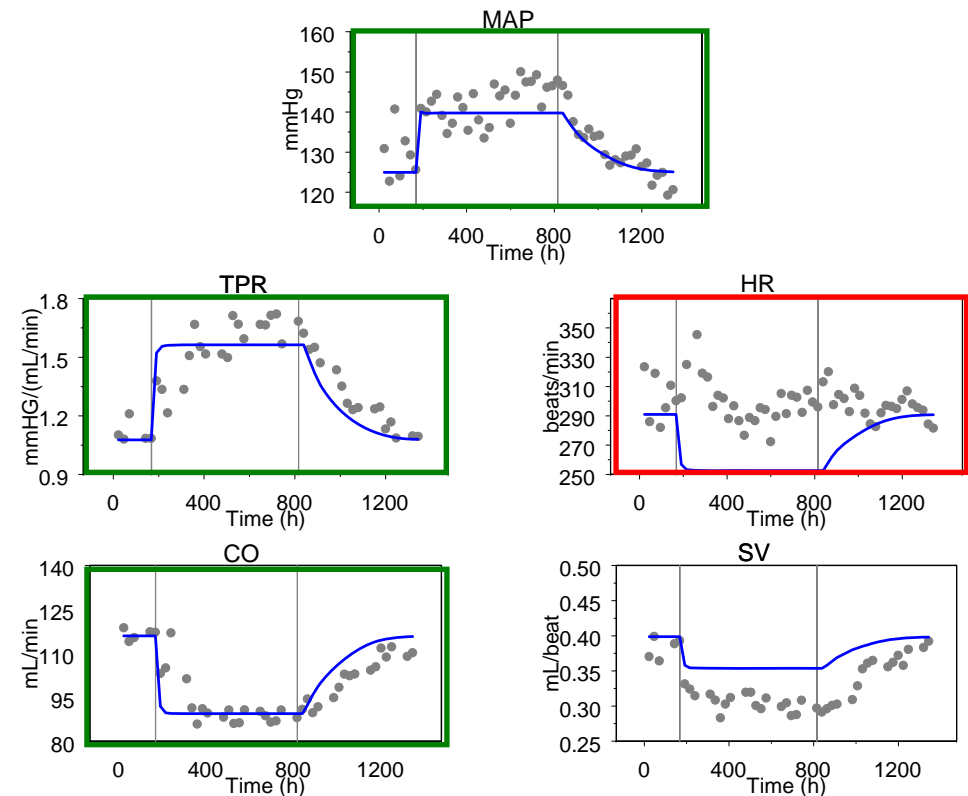 MAP
160
150
140
130
120
mmHg
0 400 800 1200
Time (h)
TPR
1.8
1.5
1.2
0.9
mmHG/(mL/min)
0 400 800 1200
Time (h)
HR
350
330
310
290
270
250
beats/min
0 400 800 1200
Time (h)
CO
140
125
110
95
80
mL/min
0 400 800 1200
Time (h)
SV
0.50
0.45
0.40
0.35
0.30
0.25
mL/beat
0 400 800 1200
Time (h)